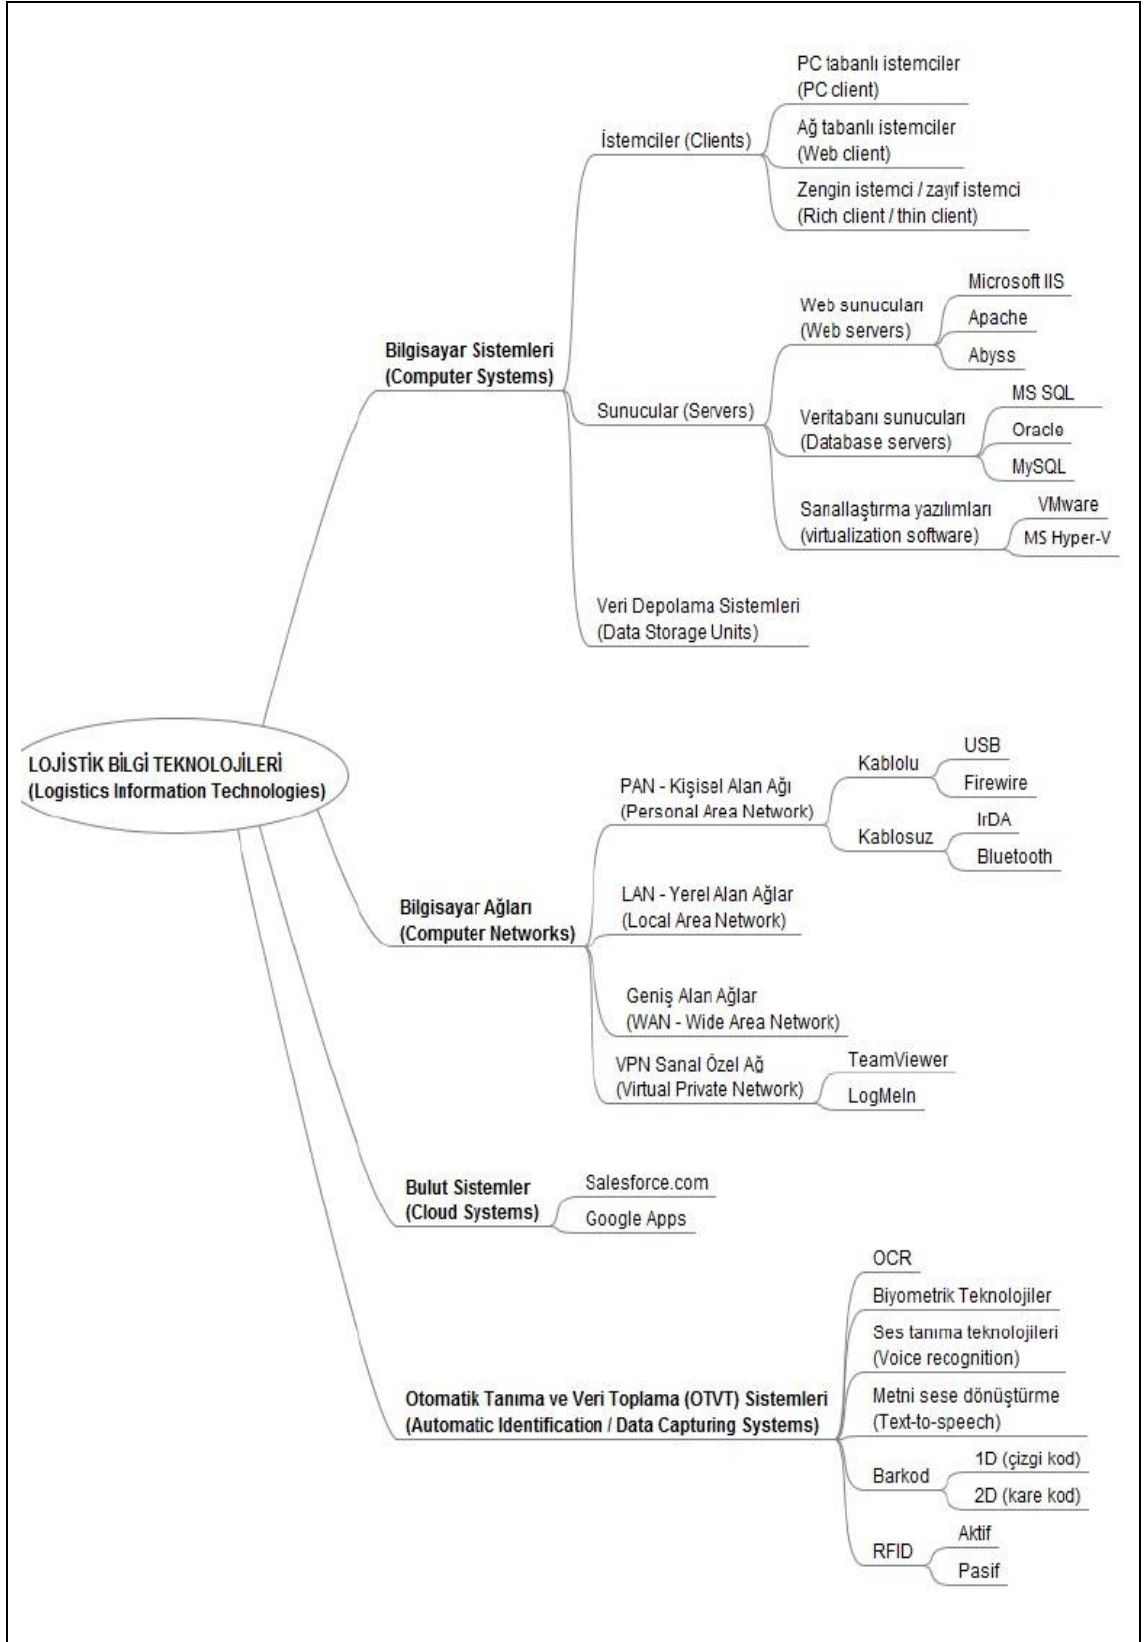 PC tabanlı istemciler
(PC client)
İstemciler (Clients)
Ağ tabanlı istemciler
(Web client)
Zengin istemci / zayıf istemci
(Rich client / thin client)
Bilgisayar Sistemleri
(Computer Systems)
Sunucular (Servers)
Web sunucuları
(Web servers)
Microsoft IIS
Apache
Abyss
Veritabanı sunucuları
(Database servers)
MS SQL
Oracle
MySQL
Sanallaştırma yazılımları
(virtualization software)
VMware
MS Hyper-V
Veri Depolama Sistemleri
(Data Storage Units)
LOJİSTİK BİLGİ TEKNOLOJİLERİ
(Logistics Information Technologies)
Bilgisayar Ağları
(Computer Networks)
PAN - Kişisel Alan Ağı
(Personal Area Network)
Kablolu
USB
Firewire
Kablosuz
IrDA
Bluetooth
LAN - Yerel Alan Ağlar
(Local Area Network)
Geniş Alan Ağlar
(WAN - Wide Area Network)
VPN Sanal Özel Ağ
(Virtual Private Network)
TeamViewer
LogMeIn
Bulut Sistemler
(Cloud Systems)
Salesforce.com
Google Apps
Otomatik Tanıma ve Veri Toplama (OTVT) Sistemleri
(Automatic Identification / Data Capturing Systems)
OCR
Biyometrik Teknolojiler
Ses tanıma teknolojileri
(Voice recognition)
Metni sese dönüştürme
(Text-to-speech)
Barkod
1D (çizgi kod)
2D (kare kod)
RFID
Aktif
Pasif